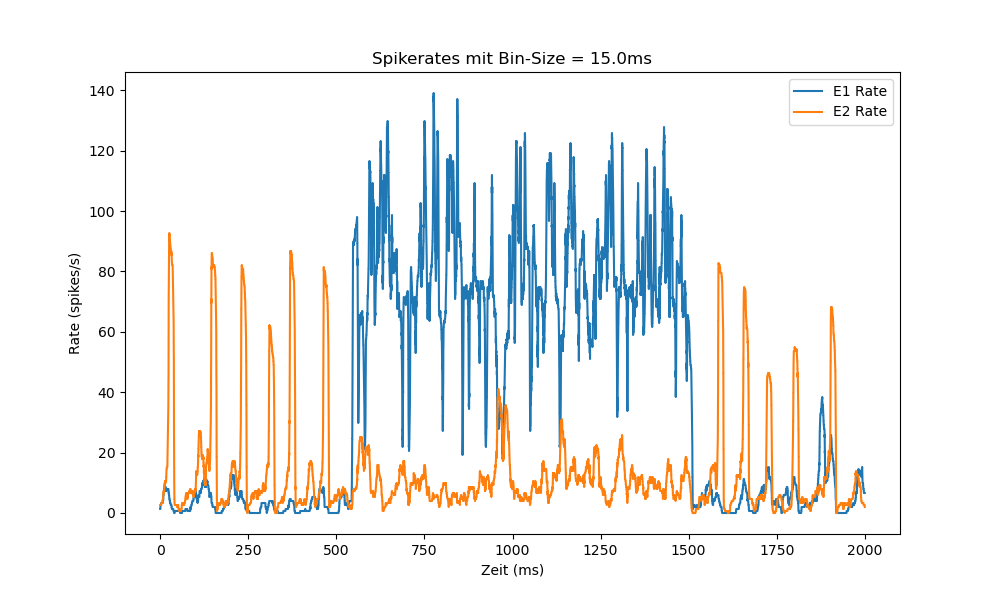 Spikerates mit Bin-Size = 15.0ms
E1 Rate
E2 Rate
Rate (spikes/s)
140
120
100
80
60
40
20
0
0 250 500 750 1000 1250 1500 1750 2000
Zeit (ms)